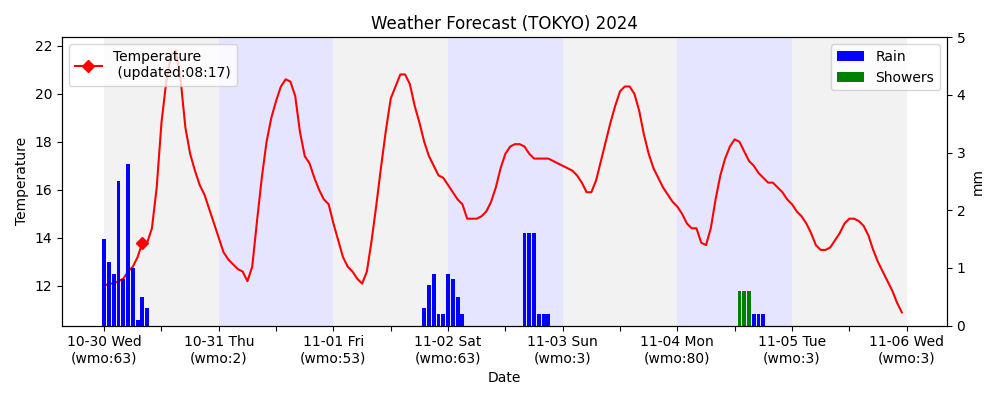 Weather Forecast (TOKYO) 2024
Temperature
(updated:08:17)
Rain
Showers
22
20
18
16
14
12
Temperature
5
4
3
2
1
0
mm
10-30 Wed
(wmo:63)
10-31 Thu
(wmo:2)
11-01 Fri
(wmo:53)
11-02 Sat
(wmo:63)
11-03 Sun
(wmo:3)
11-04 Mon
(wmo:80)
11-05 Tue
(wmo:3)
11-06 Wed
(wmo:3)
Date